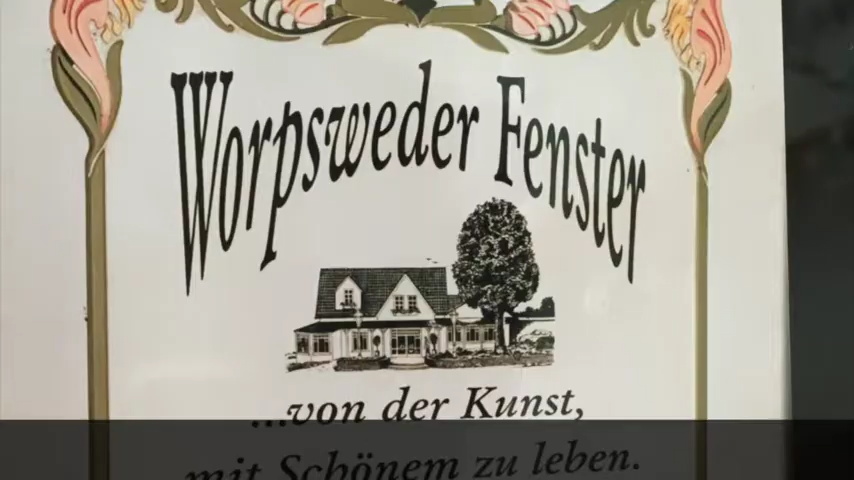 Worpsweder Fenster
...von der Kunst,
mit Schönem zu leben.